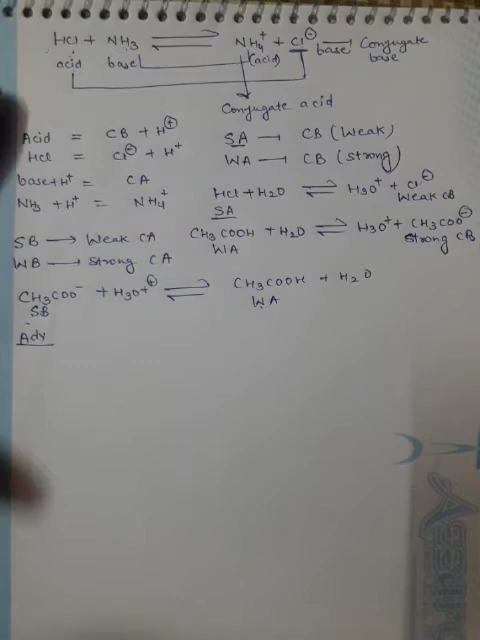 HCl + NH3 ⇌ NH4+ + Cl⊖ base → Conjugate base
acid base (acid)
Conjugate acid
Acid = CB + H⊕
HCl = Cl⊖ + H+
base + H+ = CA
NH3 + H+ = NH4+
SB → Weak CA
WB → strong CA
SA → CB (Weak)
WA → CB (strong)
HCl + H2O ⇌ H3O+ + Cl⊖
SA Weak CB
CH3COOH + H2O ⇌ H3O+ + CH3COO⊖
WA Strong CB
CH3COO- + H3O+⊕ ⇌ CH3COOH + H2O
SB WA
Adv